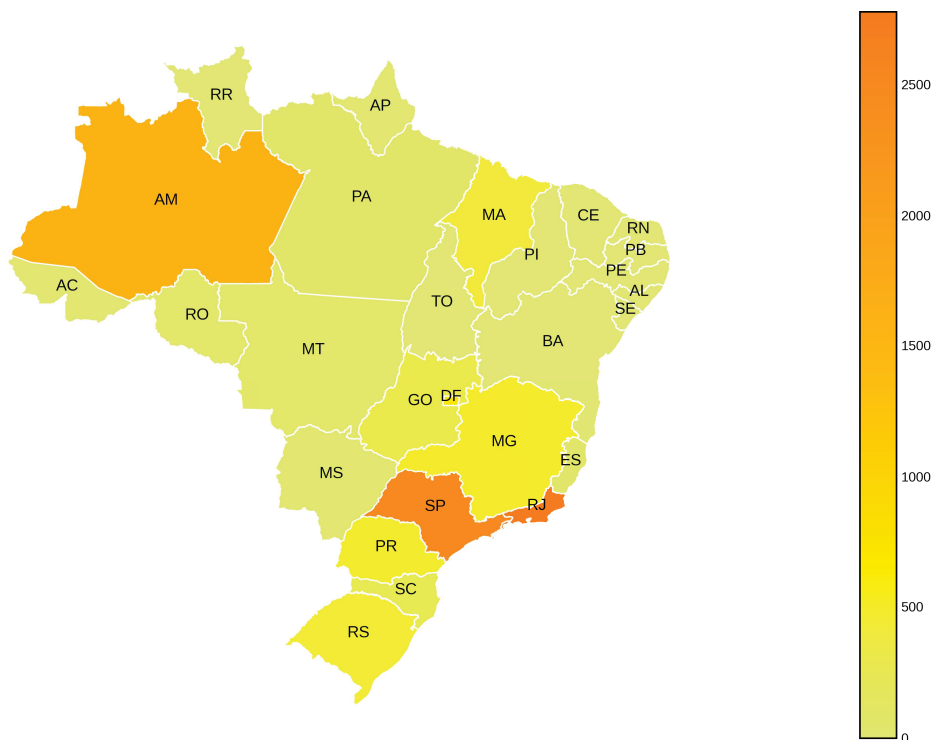 RR
AP
AM
PA
MA
CE
RN
PB
PI
PE
AC
AL
TO
SE
RO
BA
MT
GO
DF
MG
ES
MS
SP
RJ
PR
SC
RS
2500
2000
1500
1000
500
0